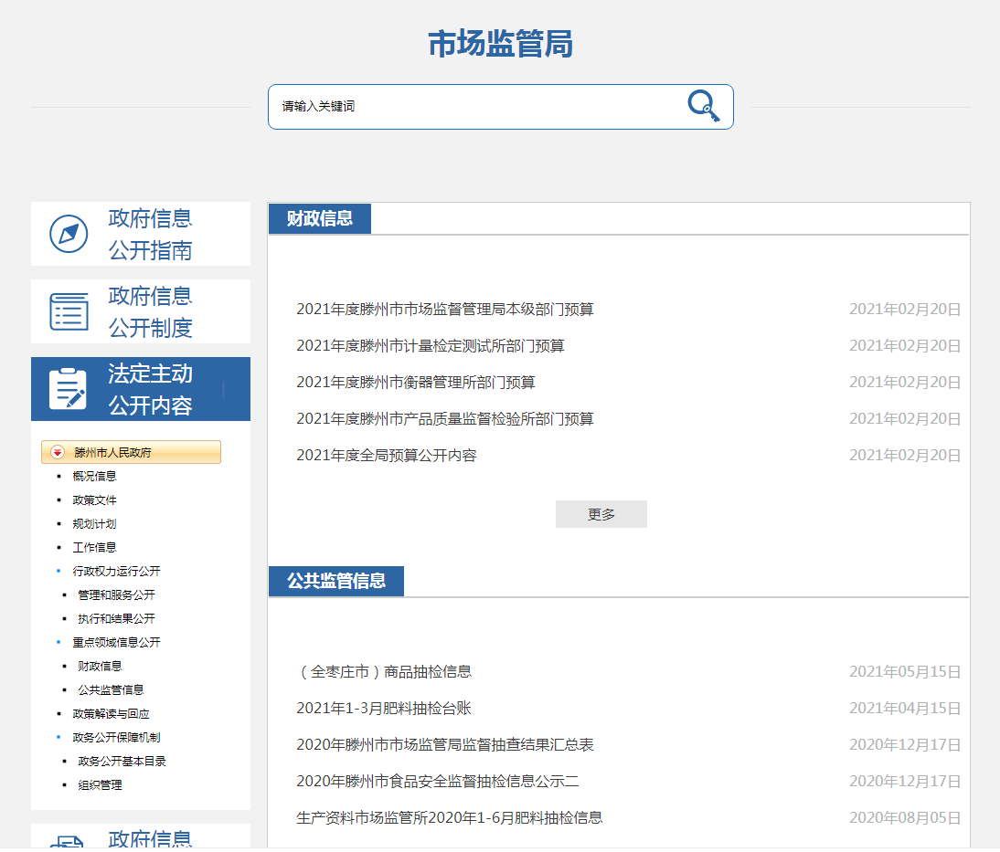 市场监管局
请输入关键词
政府信息
公开指南
政府信息
公开制度
法定主动
公开内容
滕州市人民政府
概况信息
政策文件
规划计划
工作信息
行政权力运行公开
管理和服务公开
执行和结果公开
重点领域信息公开
财政信息
公共监管信息
政策解读与回应
政务公开保障机制
政务公开基本目录
组织管理
政府信息
财政信息
2021年度滕州市市场监督管理局本级部门预算 2021年02月20日
2021年度滕州市计量检定测试所部门预算 2021年02月20日
2021年度滕州市衡器管理所部门预算 2021年02月20日
2021年度滕州市产品质量监督检验所部门预算 2021年02月20日
2021年度全局预算公开内容 2021年02月20日
更多
公共监管信息
（全枣庄市）商品抽检信息 2021年05月15日
2021年1-3月肥料抽检台账 2021年04月15日
2020年滕州市市场监管局监督抽查结果汇总表 2020年12月17日
2020年滕州市食品安全监督抽检信息公示二 2020年12月17日
生产资料市场监管所2020年1-6月肥料抽检信息 2020年08月05日